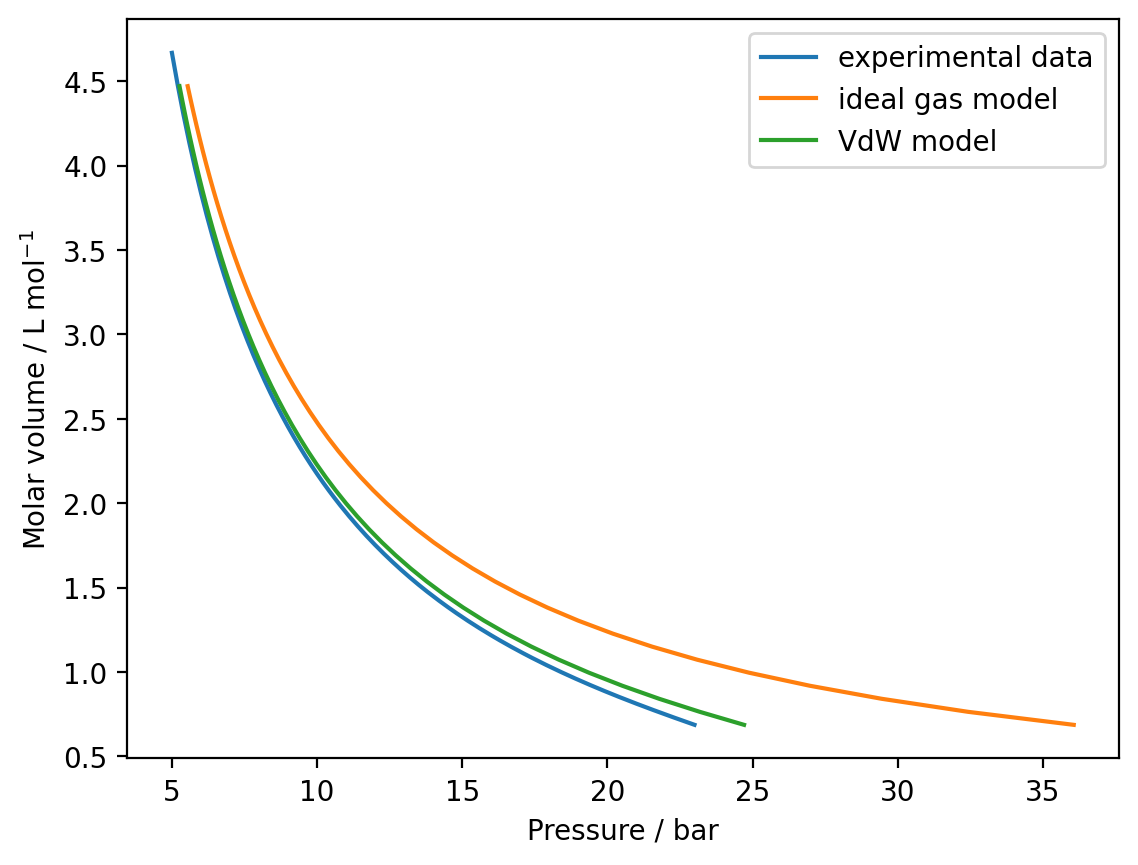 experimental data
ideal gas model
VdW model
4.5
4.0
3.5
3.0
2.5
2.0
1.5
1.0
0.5
Molar volume / L mol⁻¹
5 10 15 20 25 30 35
Pressure / bar